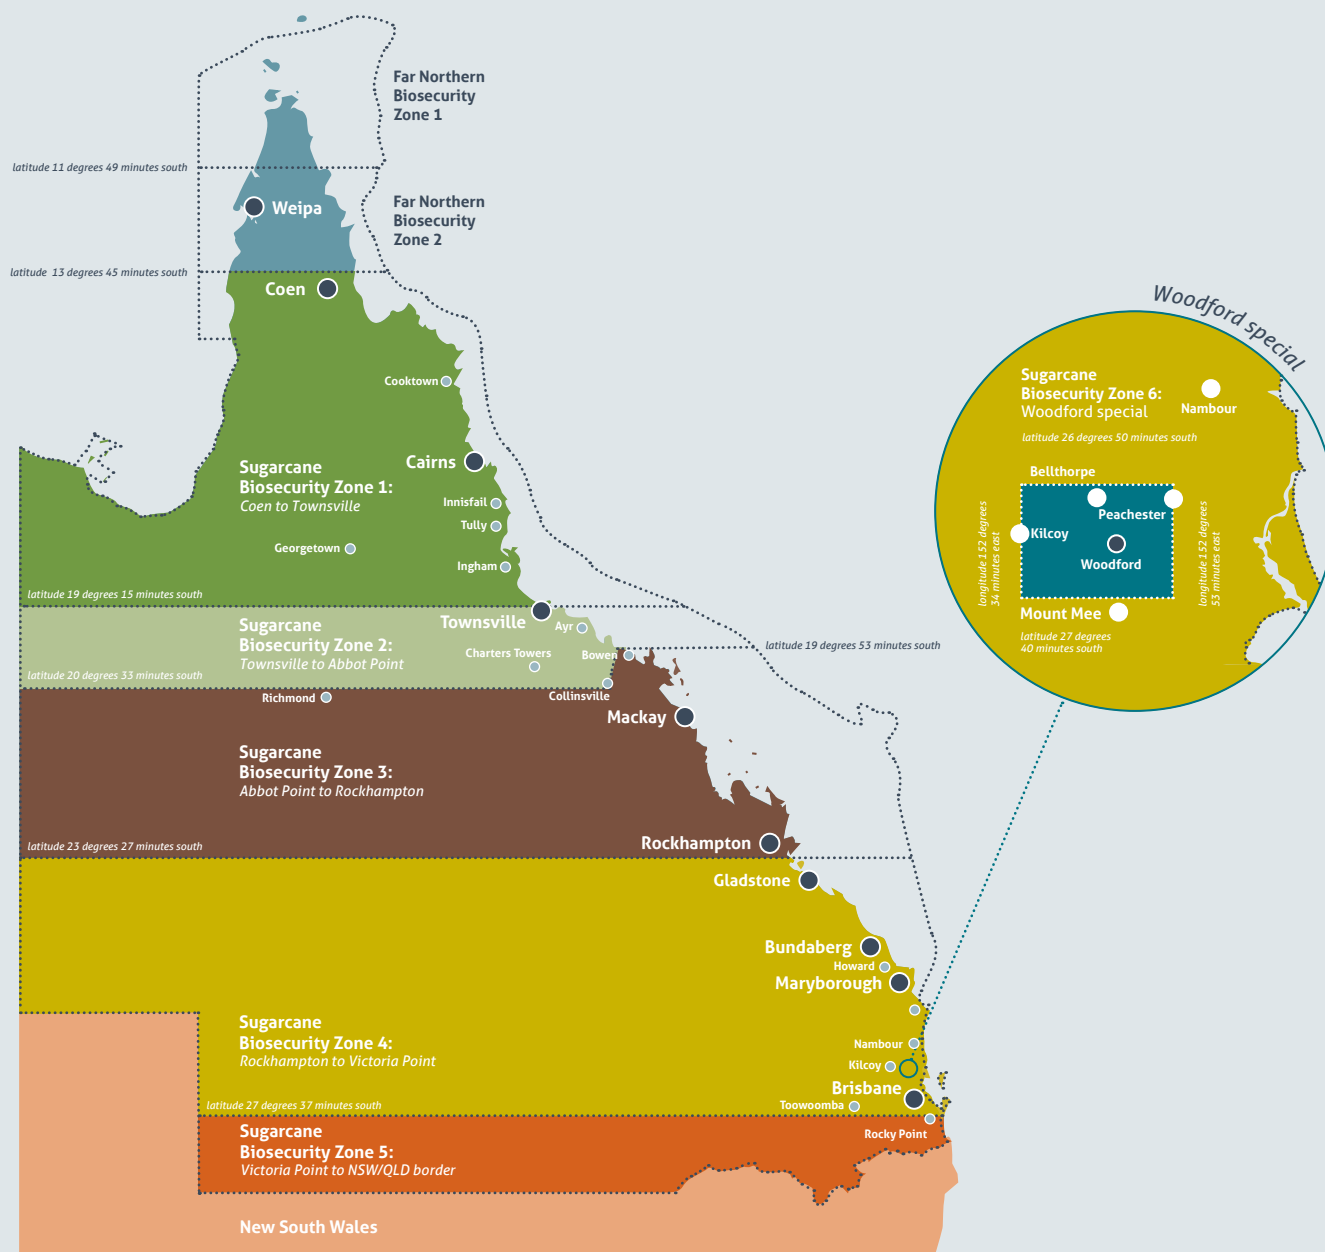 Far Northern
Biosecurity
Zone 1
latitude 11 degrees 49 minutes south
Far Northern
Biosecurity
Zone 2
Weipa
latitude  13 degrees 45 minutes south
Coen
Cooktown
Cairns
Sugarcane
Biosecurity Zone 1:
Coen to Townsville
Innisfail
Tully
Georgetown
Ingham
latitude 19 degrees 15 minutes south
Townsville
Ayr
Sugarcane
Biosecurity Zone 2:
Townsville to Abbot Point
Charters Towers
Bowen
latitude 19 degrees 53 minutes south
latitude 20 degrees 33 minutes south
Richmond
Collinsville
Mackay
Sugarcane
Biosecurity Zone 3:
Abbot Point to Rockhampton
latitude 23 degrees 27 minutes south
Rockhampton
Gladstone
Bundaberg
Howard
Maryborough
Sugarcane
Biosecurity Zone 4:
Rockhampton to Victoria Point
Nambour
Kilcoy
Brisbane
Toowoomba
latitude 27 degrees 37 minutes south
Sugarcane
Biosecurity Zone 5:
Victoria Point to NSW/QLD border
Rocky Point
New South Wales
Woodford special
Sugarcane
Biosecurity Zone 6:
Woodford special
Nambour
latitude 26 degrees 50 minutes south
Bellthorpe
Peachester
Kilcoy
Woodford
longitude 152 degrees
34 minutes east
longitude 152 degrees
53 minutes east
Mount Mee
latitude 27 degrees
40 minutes south